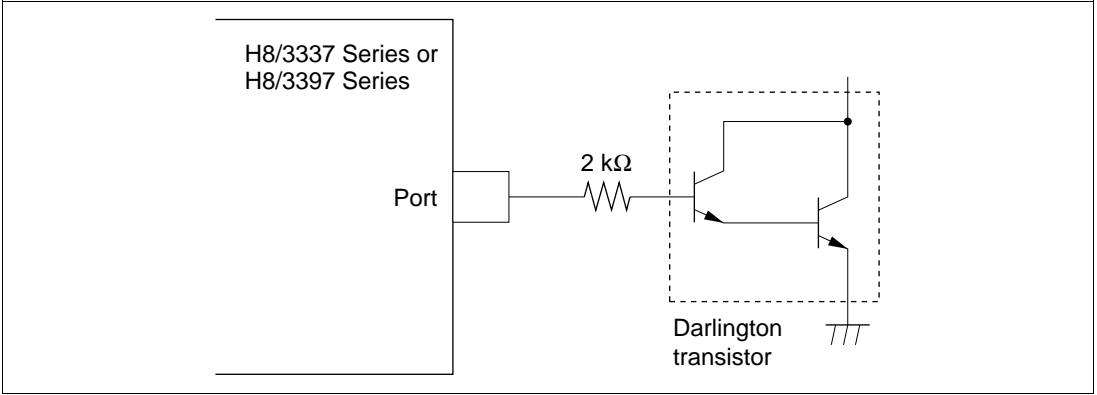 H8/3337 Series or
H8/3397 Series
2 kΩ
Port
Darlington
transistor